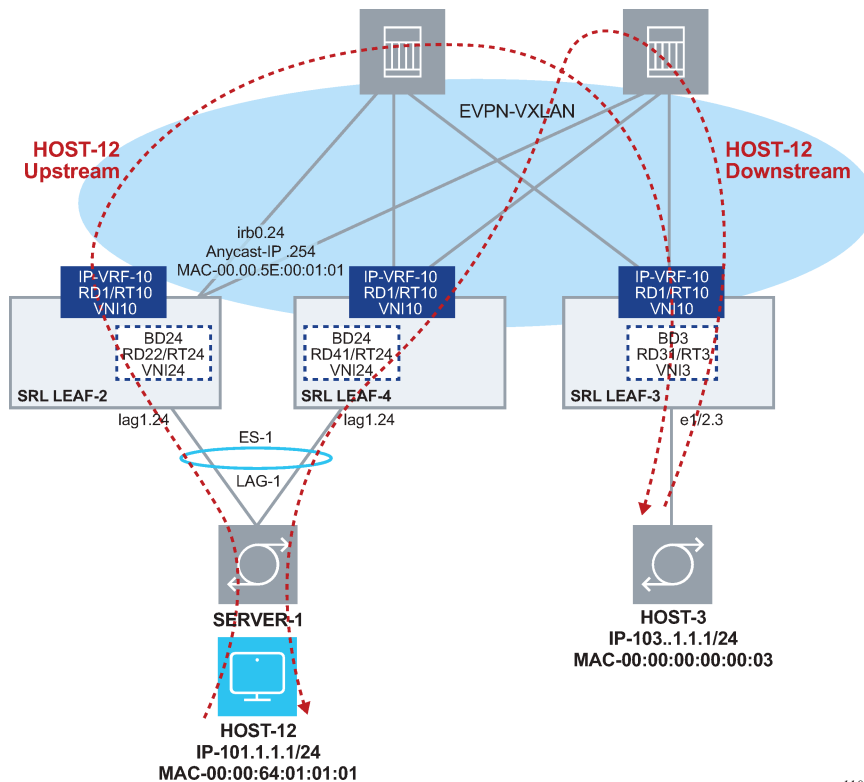 EVPN-VXLAN
HOST-12
Upstream
HOST-12
Downstream
irb0.24
Anycast-IP .254
MAC-00.00.5E:00:01:01
IP-VRF-10
RD1/RT10
VNI10
IP-VRF-10
RD1/RT10
VNI10
IP-VRF-10
RD1/RT10
VNI10
BD24
RD22/RT24
VNI24
BD24
RD41/RT24
VNI24
BD3
RD31/RT3
VNI3
SRL LEAF-2
SRL LEAF-4
SRL LEAF-3
lag1.24
lag1.24
e1/2.3
ES-1
LAG-1
SERVER-1
HOST-3
IP-103..1.1.1/24
MAC-00:00:00:00:00:03
HOST-12
IP-101.1.1.1/24
MAC-00:00:64:01:01:01